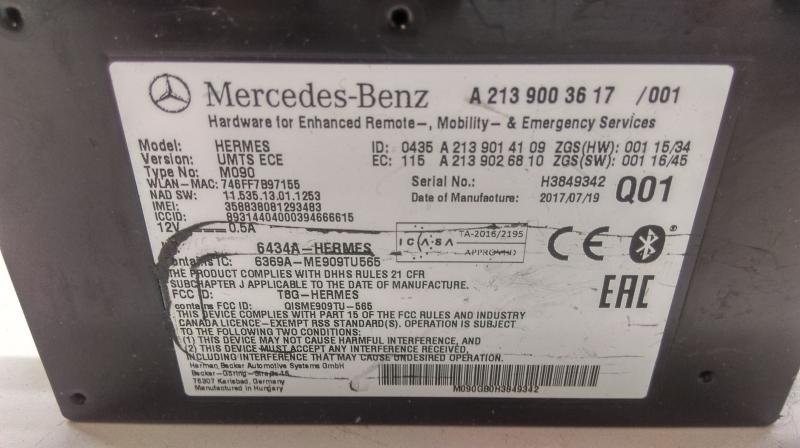 Mercedes-Benz A 213 900 36 17 /001
Hardware for Enhanced Remote-, Mobility- & Emergency Services
Model: HERMES ID: 0435 A 213 901 41 09 ZGS(HW): 001 15/34
Version: UMTS ECE EC: 115 A 213 902 68 10 ZGS(SW): 001 16/45
Type No: M090
WLAN-MAC: 746FF7B97155 Serial No.: H3849342 Q01
NAD SW: 11.535.13.01.1253 Date of Manufacture: 2017/07/19
IMEI: 358838081293483
ICCID: 89314404000394666615
12V 0.5A
ICASA TA-2016/2195 APPROVED CE
6434A-HERMES
contains IC: 6369A-ME909TU565
EAC
THE PRODUCT COMPLIES WITH DHHS RULES 21 CFR
SUBCHAPTER J APPLICABLE TO THE DATE OF MANUFACTURE.
FCC ID: T8G-HERMES
contains FCC ID: QISME909TU-565
THIS DEVICE COMPLIES WITH PART 15 OF THE FCC RULES AND INDUSTRY
CANADA LICENCE-EXEMPT RSS STANDARD(S). OPERATION IS SUBJECT
TO THE FOLLOWING TWO CONDITIONS:
(1) THIS DEVICE MAY NOT CAUSE HARMFUL INTERFERENCE, AND
(2) THIS DEVICE MUST ACCEPT ANY INTERFERENCE RECEIVED,
INCLUDING INTERFERENCE THAT MAY CAUSE UNDESIRED OPERATION.
Harman Becker Automotive Systems GmbH
Becker-Göring-Straße 16
76307 Karlsbad, Germany
Manufactured in Hungary
M090GB0H3849342